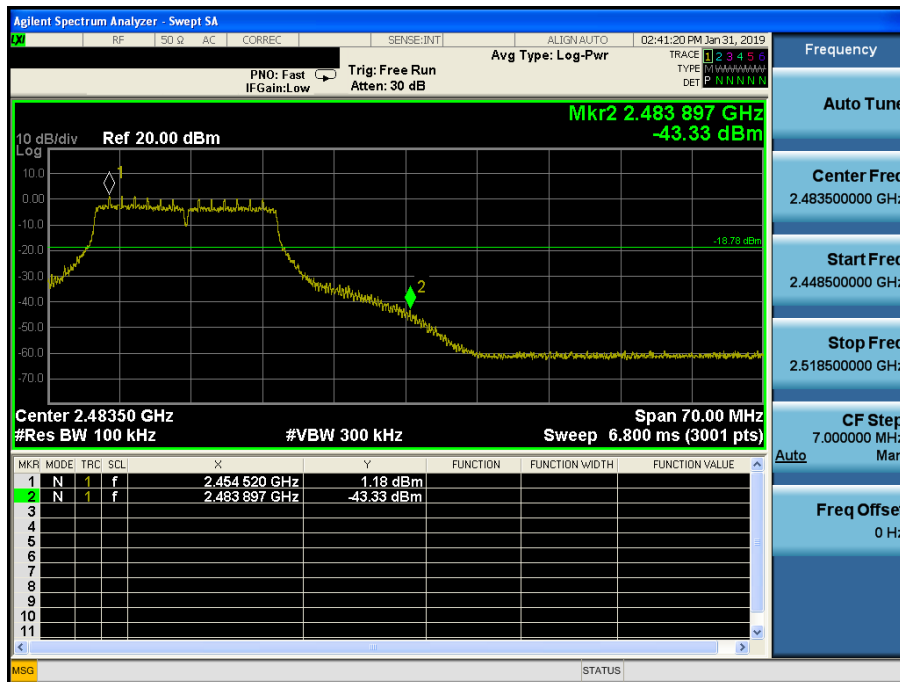 Agilent Spectrum Analyzer - Swept SA
LXI RF 50 Ω AC CORREC SENSE:INT ALIGN AUTO 02:41:20 PM Jan 31, 2019
Avg Type: Log-Pwr TRACE 1 2 3 4 5 6
PNO: Fast Trig: Free Run TYPE M WWWWW
IFGain:Low Atten: 30 dB DET P N N N N N
Mkr2 2.483 897 GHz
10 dB/div Ref 20.00 dBm -43.33 dBm
Log
10.0
1
0.00
-10.0
-18.78 dBm
-20.0
-30.0
2
-40.0
-50.0
-60.0
-70.0
Center 2.48350 GHz Span 70.00 MHz
#Res BW 100 kHz #VBW 300 kHz Sweep 6.800 ms (3001 pts)
MKR MODE TRC SCL X Y FUNCTION FUNCTION WIDTH FUNCTION VALUE
1 N 1 f 2.454 520 GHz 1.18 dBm
2 N 1 f 2.483 897 GHz -43.33 dBm
3
4
5
6
7
8
9
10
11
MSG STATUS
Frequency
Auto Tune
Center Freq
2.483500000 GHz
Start Freq
2.448500000 GHz
Stop Freq
2.518500000 GHz
CF Step
7.000000 MHz
Auto Man
Freq Offset
0 Hz